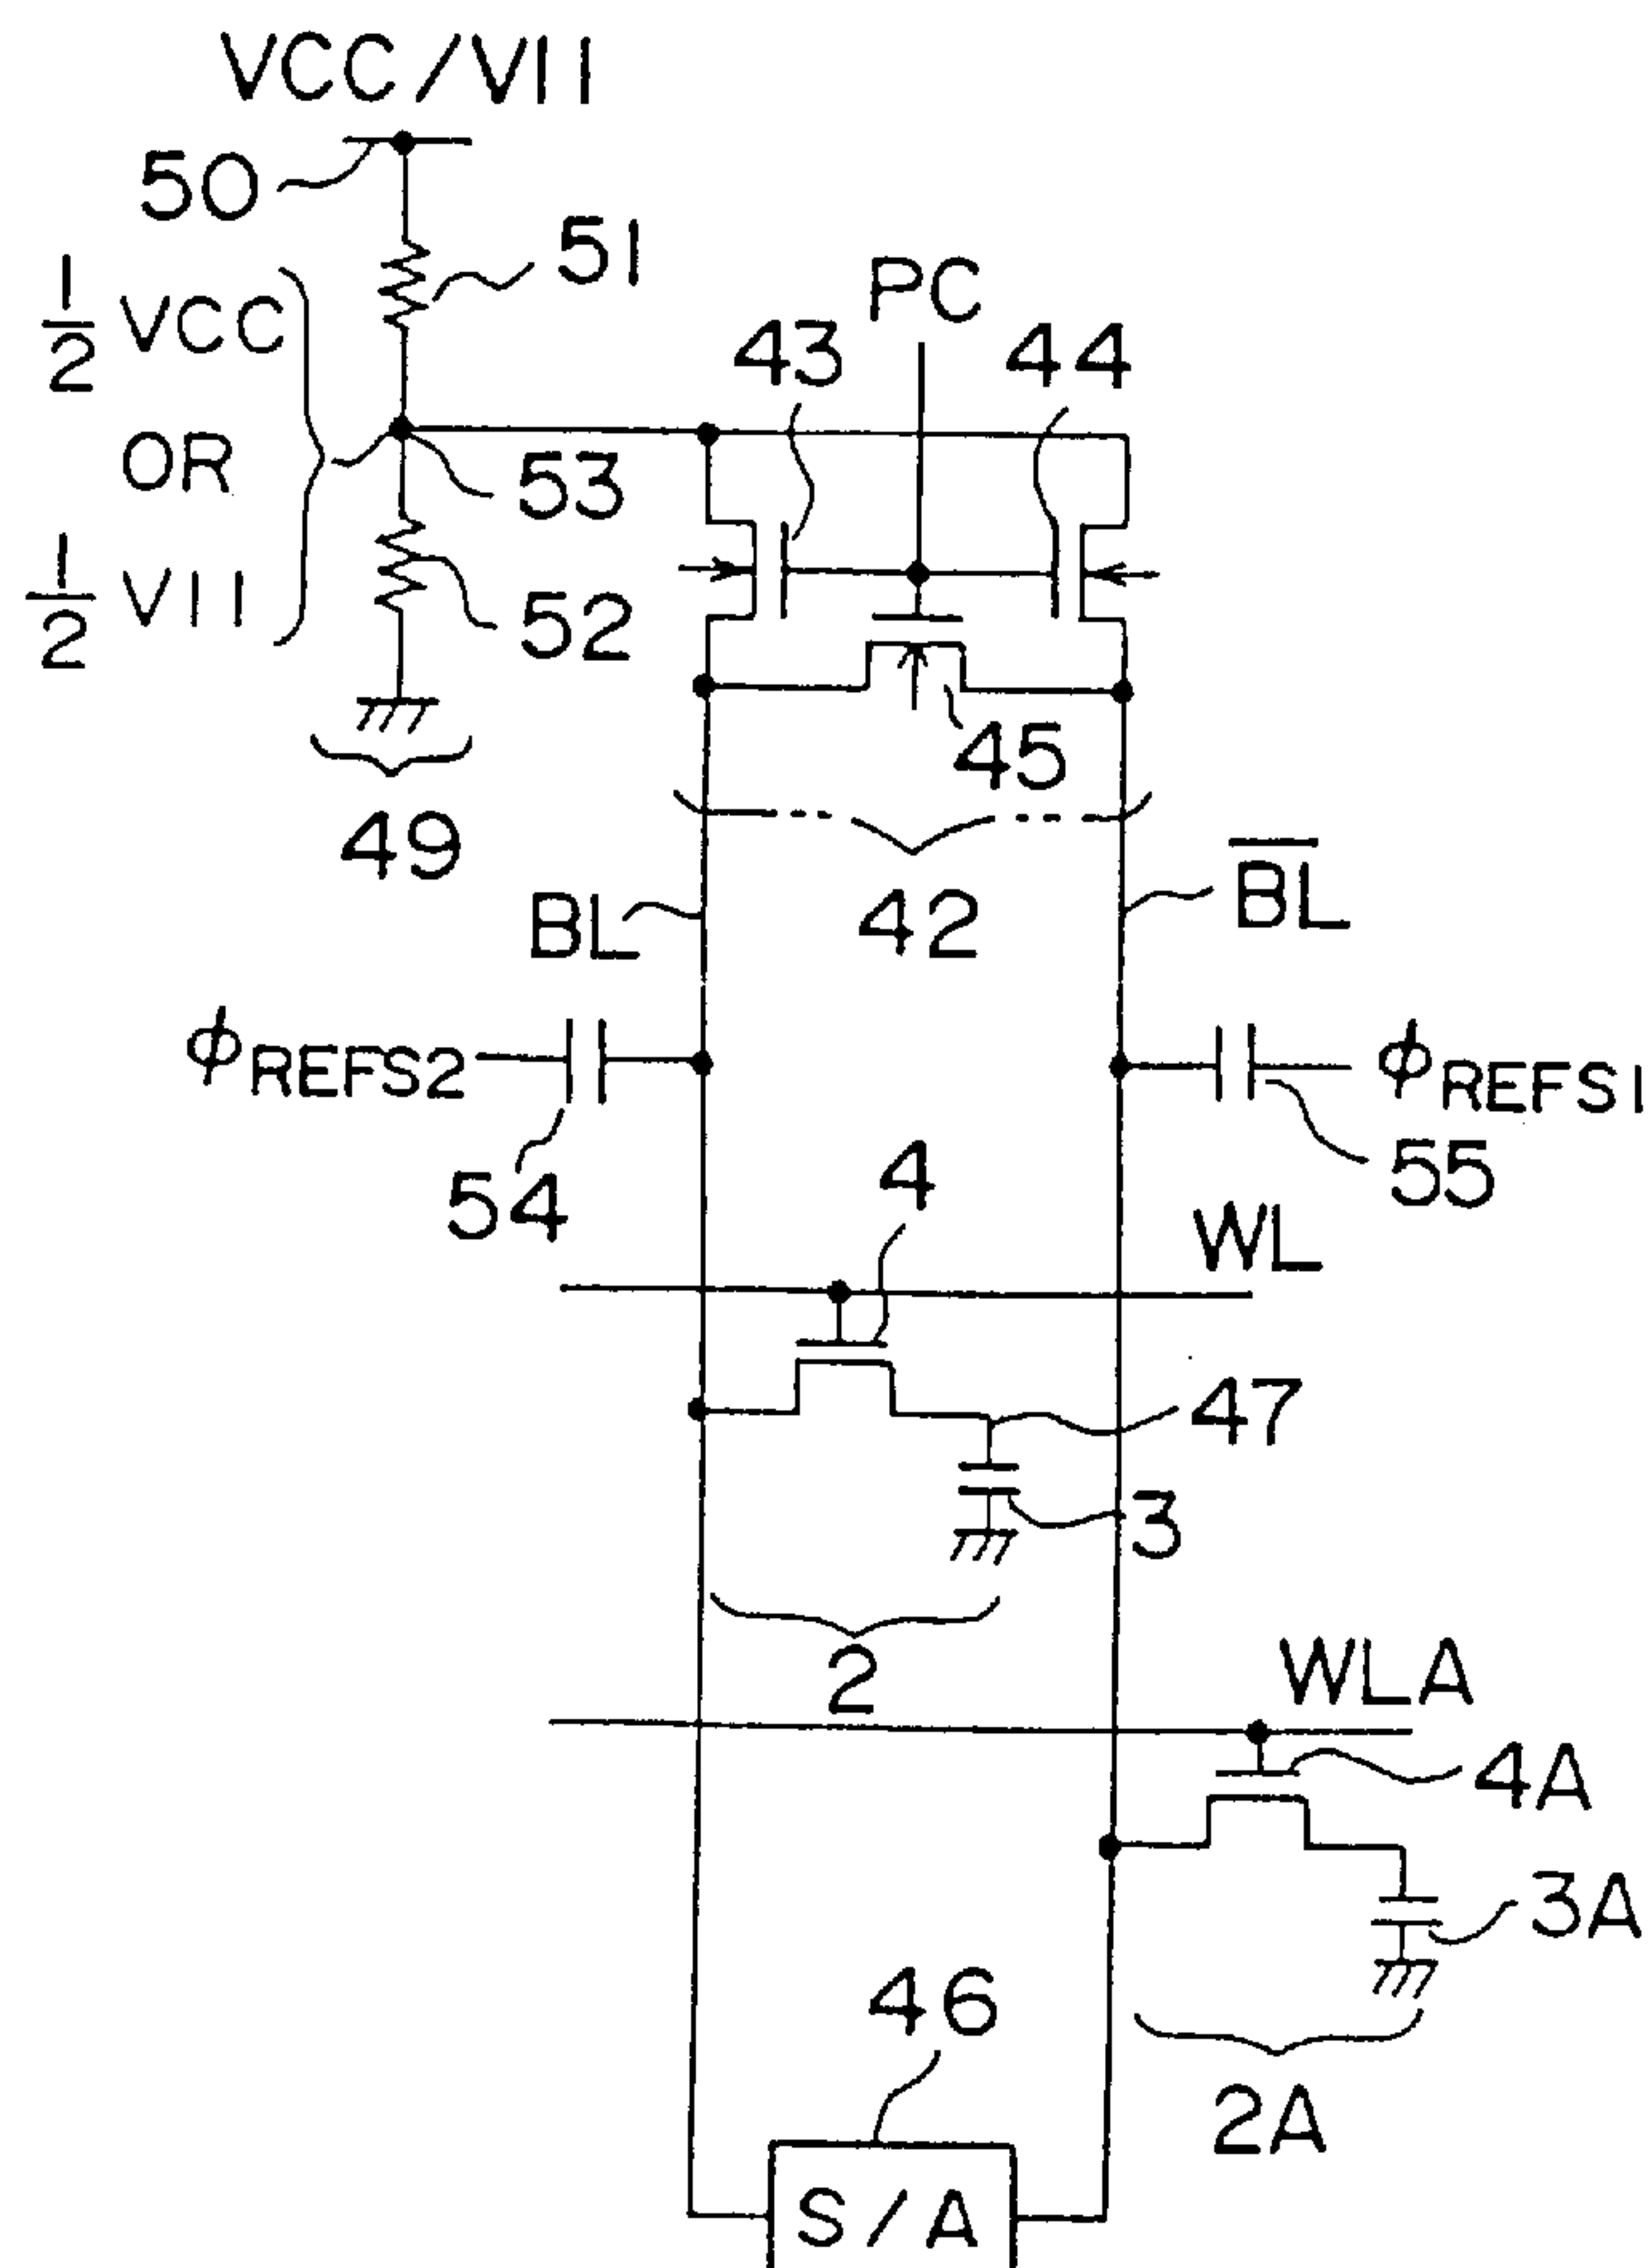 VCC/VII
50
51
1/2 VCC
OR
1/2 VII
PC
43
44
53
52
45
49
42
BL
B̅L̅
ϕREFS2
ϕREFS1
54
55
4
WL
47
3
2
WLA
4A
3A
2A
46
S/A